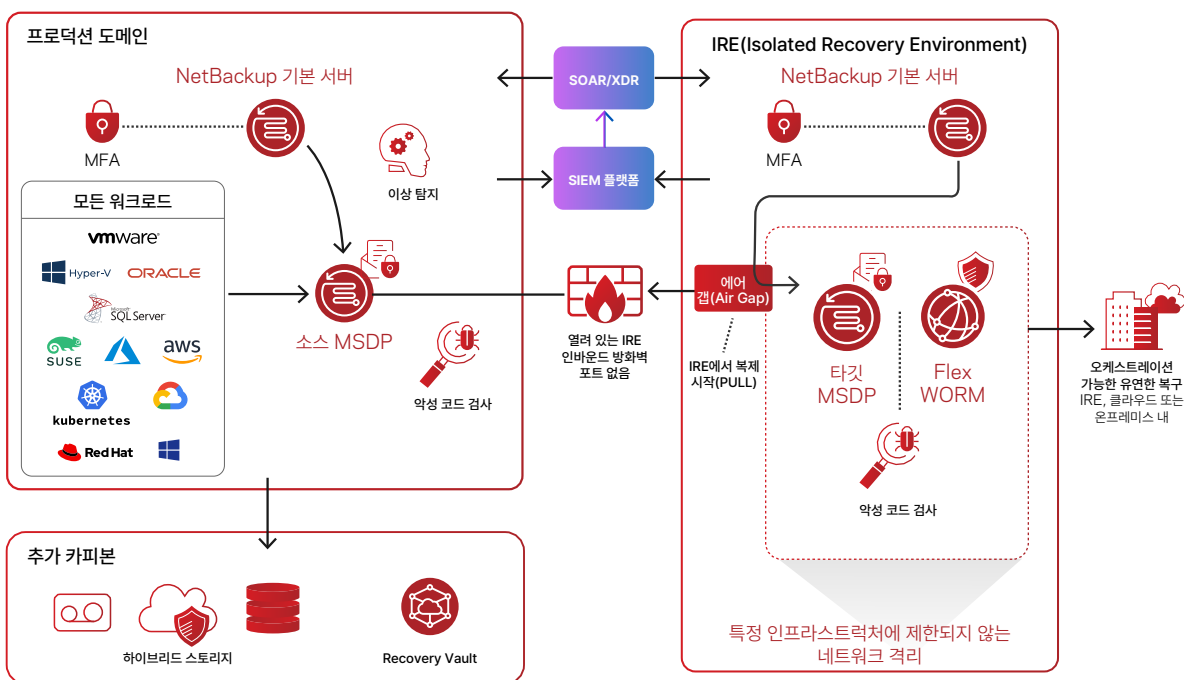 프로덕션 도메인
NetBackup 기본 서버
MFA
이상 탐지
모든 워크로드
vmware®
Hyper-V
ORACLE
SQL Server
SUSE
aws
kubernetes
Red Hat
소스 MSDP
악성 코드 검사
추가 카피본
하이브리드 스토리지
Recovery Vault
SOAR/XDR
SIEM 플랫폼
열려 있는 IRE
인바운드 방화벽
포트 없음
에어
갭(Air Gap)
IRE에서 복제
시작(PULL)
IRE(Isolated Recovery Environment)
NetBackup 기본 서버
MFA
타깃
MSDP
Flex
WORM
악성 코드 검사
특정 인프라스트럭처에 제한되지 않는
네트워크 격리
오케스트레이션
가능한 유연한 복구
IRE, 클라우드 또는
온프레미스 내